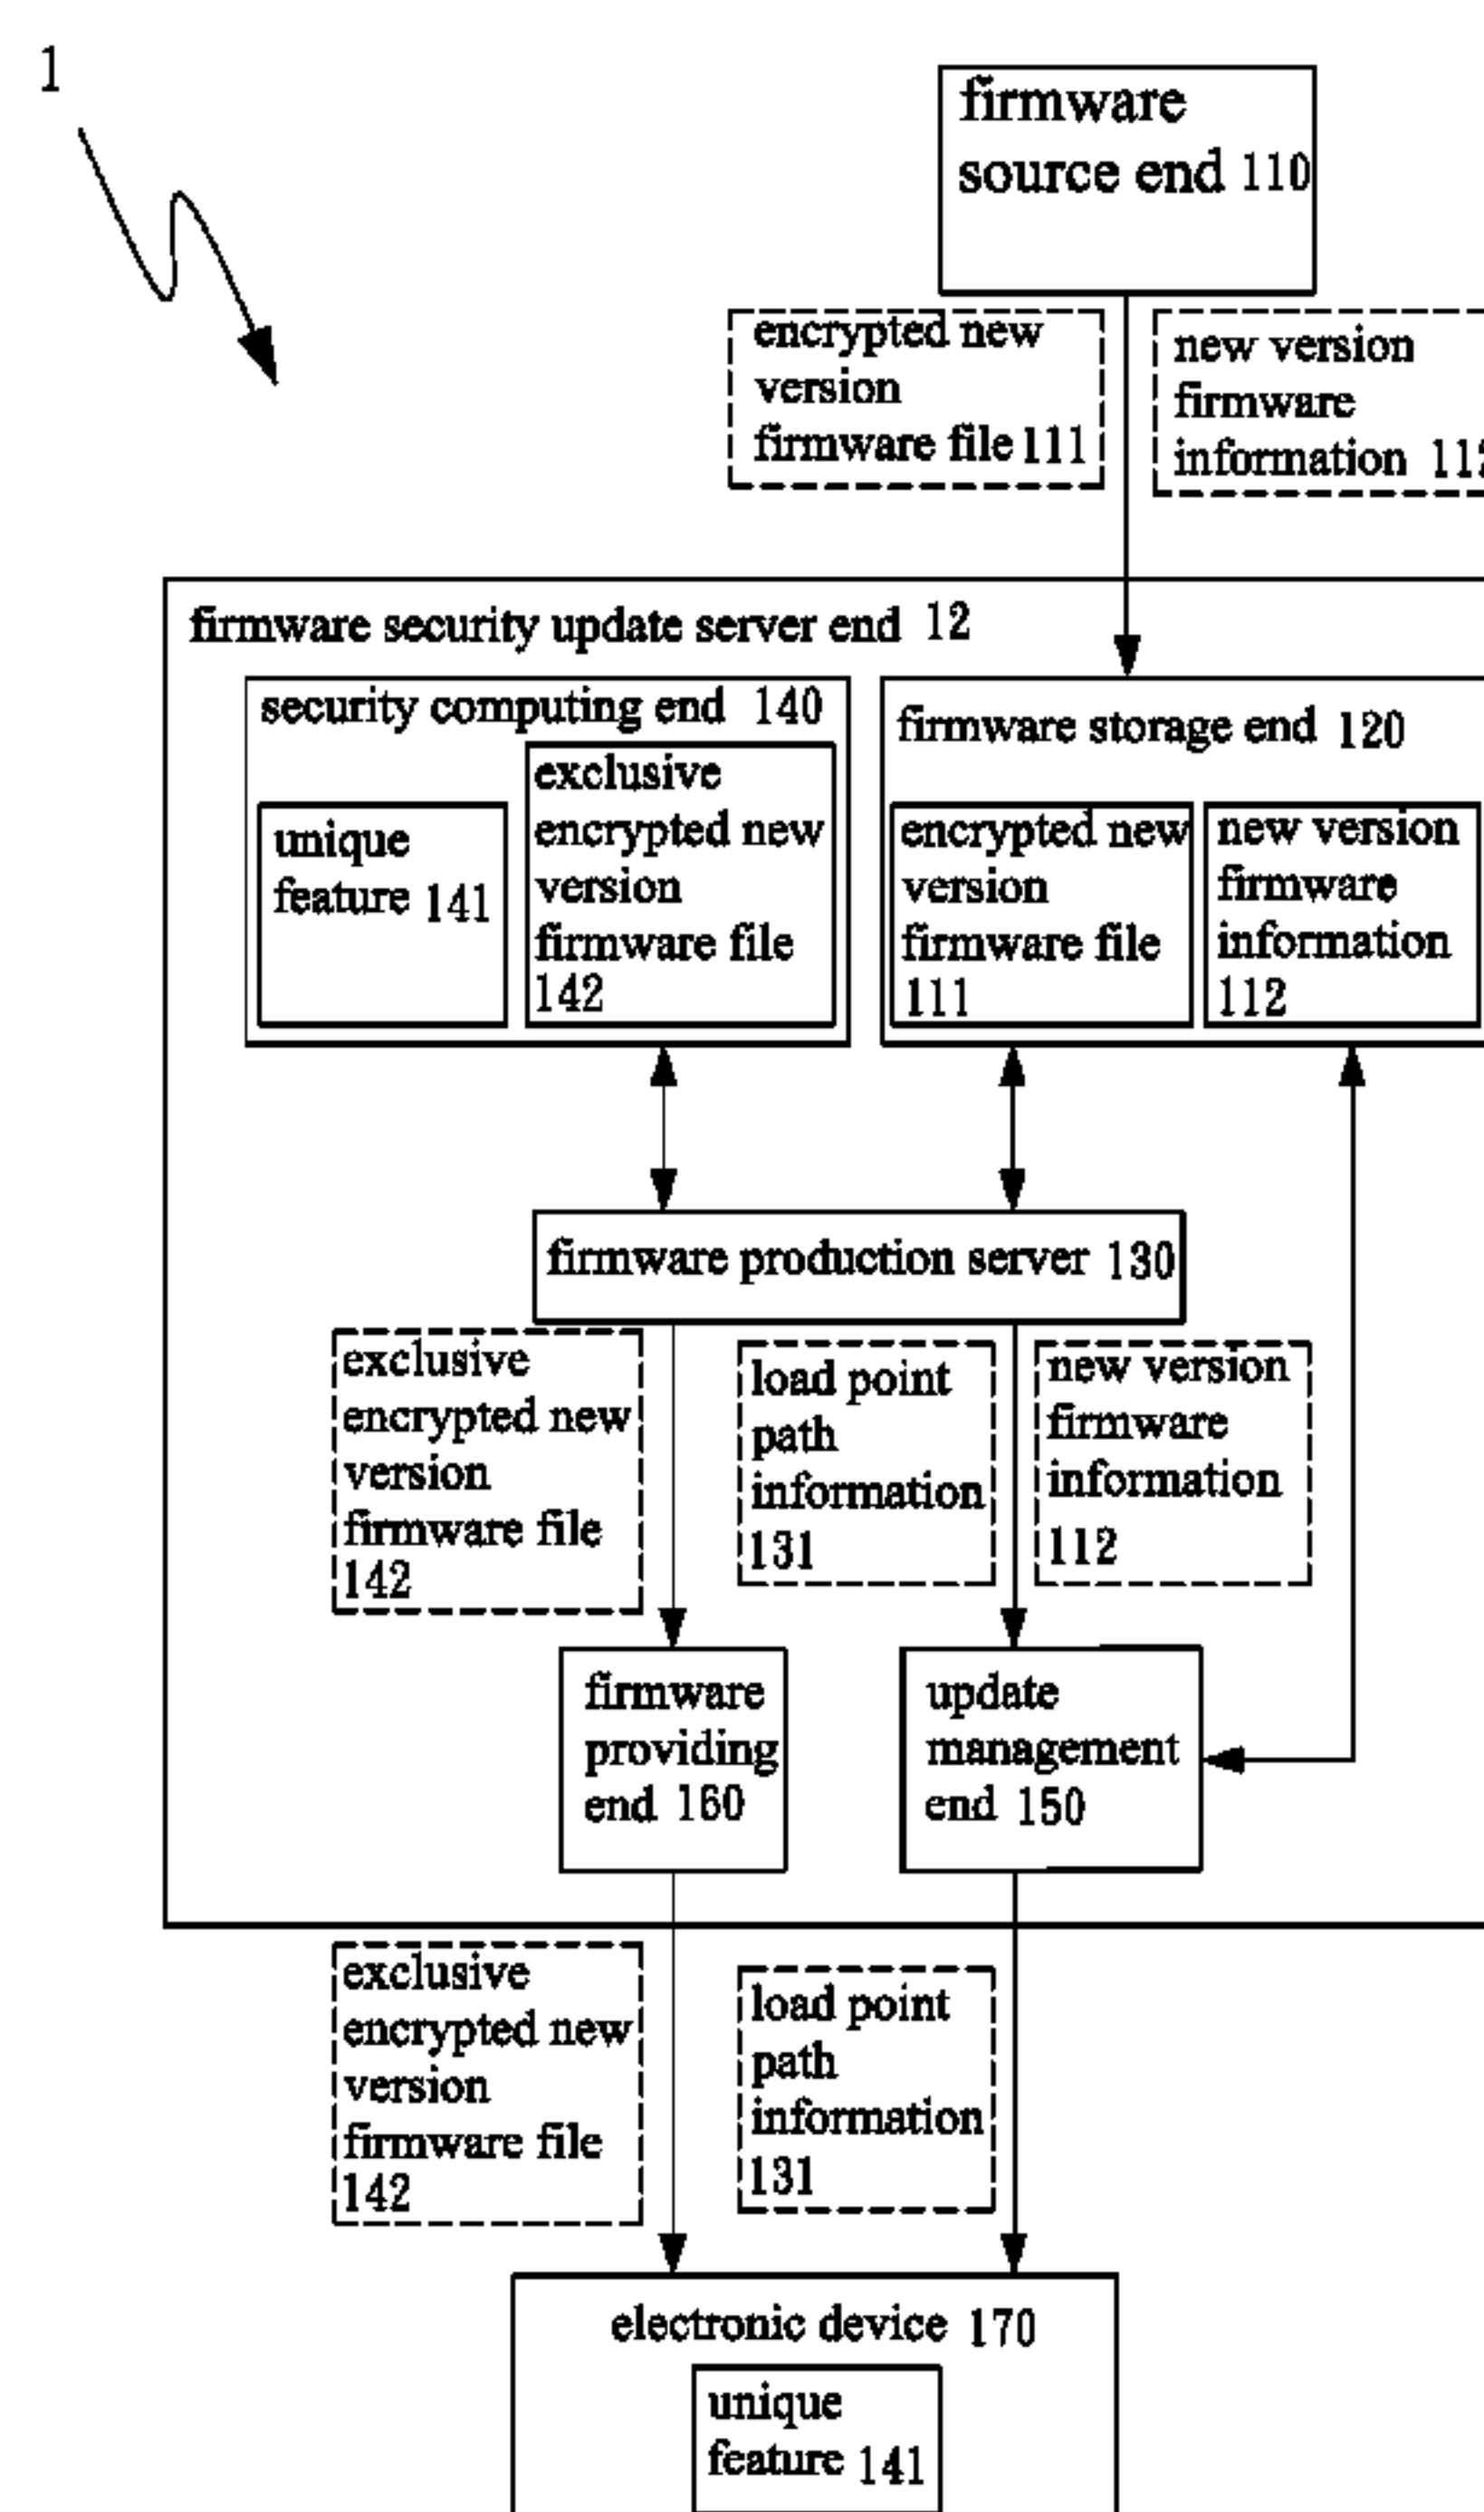 1
firmware
source end 110
encrypted new
version
firmware file 111
new version
firmware
information 112
firmware security update server end 12
security computing end 140
unique
feature 141
exclusive
encrypted new
version
firmware file
142
firmware storage end 120
encrypted new
version
firmware file
111
new version
firmware
information
112
firmware production server 130
exclusive
encrypted new
version
firmware file
142
load point
path
information
131
new version
firmware
information
112
firmware
providing
end 160
update
management
end 150
exclusive
encrypted new
version
firmware file
142
load point
path
information
131
electronic device 170
unique
feature 141